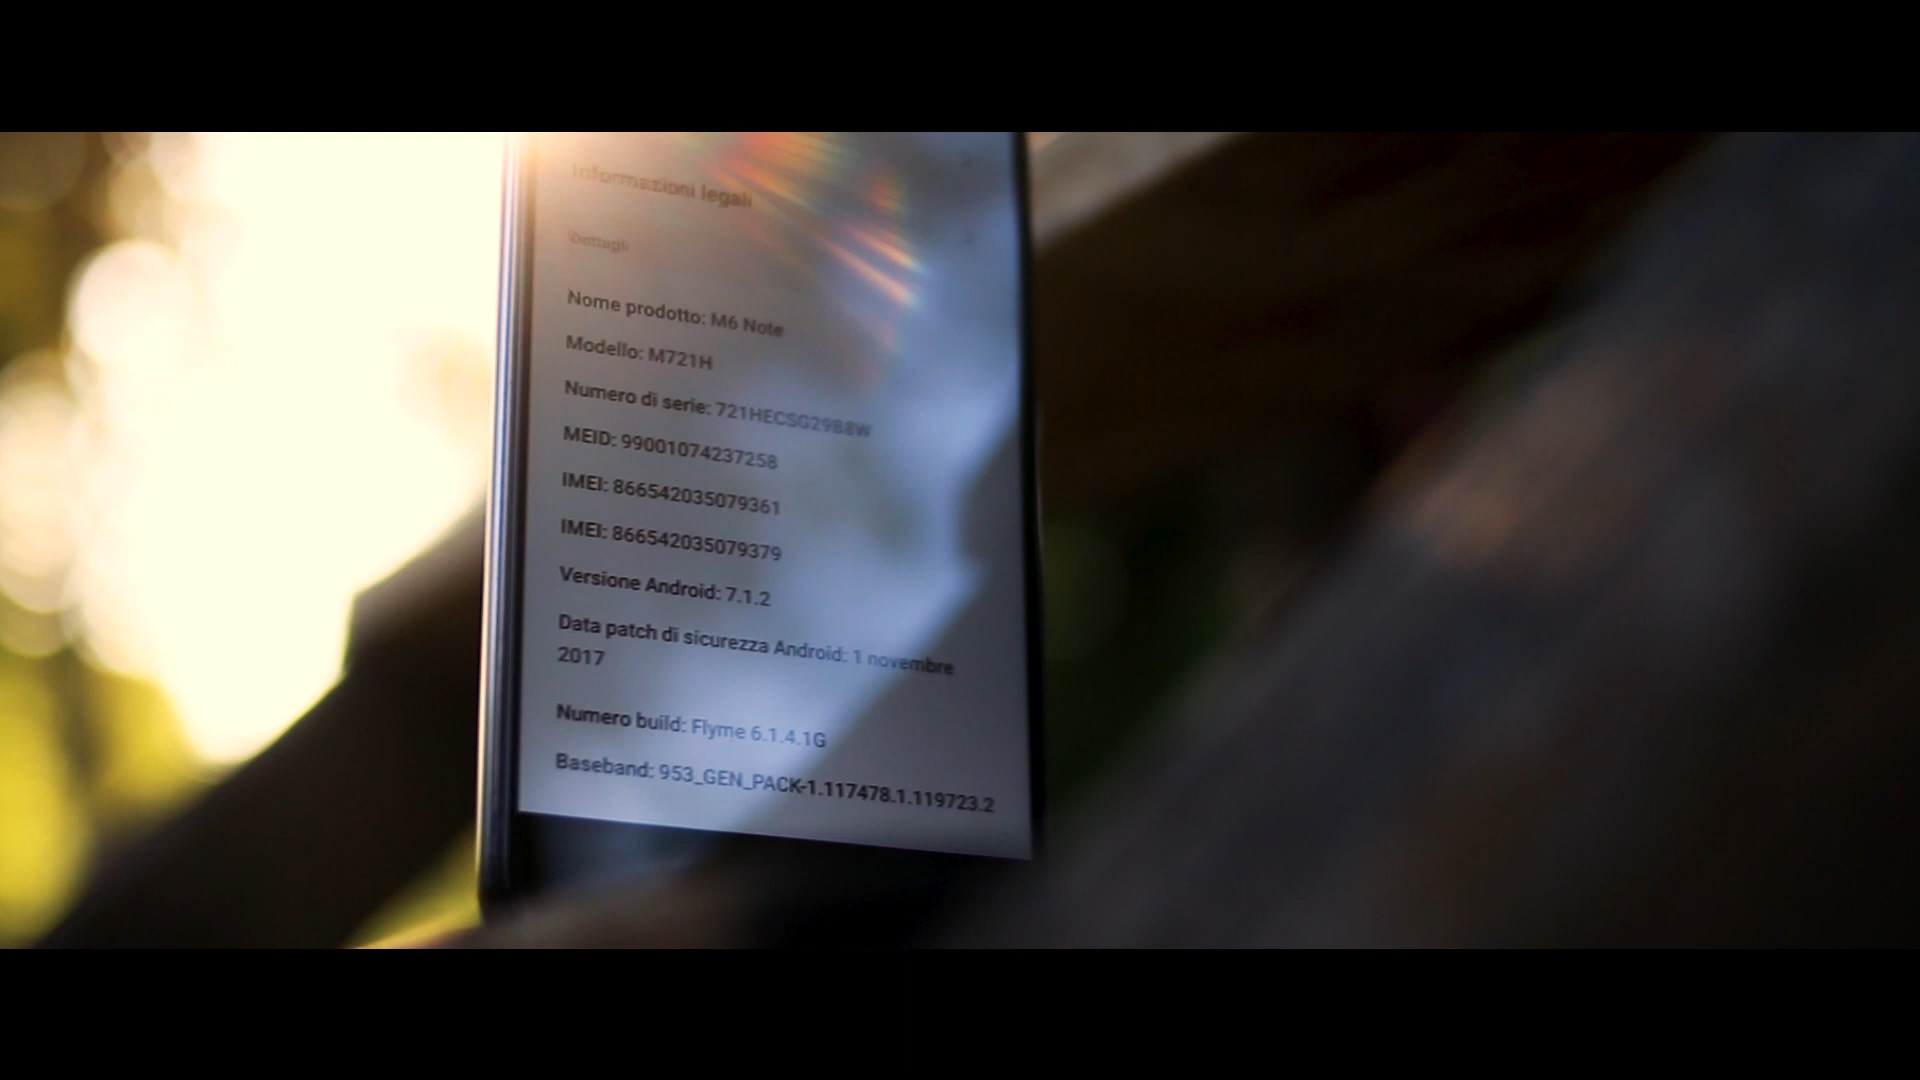 Informazioni legali
Dettagli
Nome prodotto: M6 Note
Modello: M721H
Numero di serie: 721HECSG29B8W
MEID: 99001074237258
IMEI: 866542035079361
IMEI: 866542035079379
Versione Android: 7.1.2
Data patch di sicurezza Android: 1 novembre
2017
Numero build: Flyme 6.1.4.1G
Baseband: 953_GEN_PACK-1.117478.1.119723.2